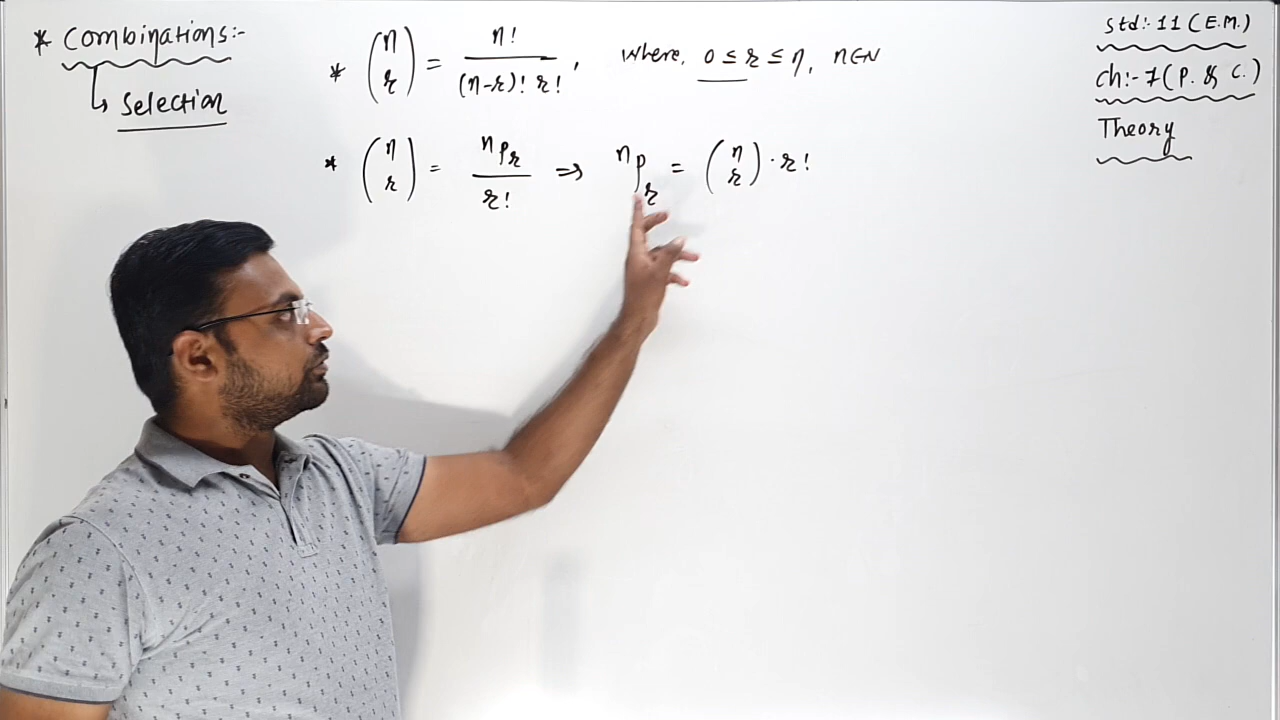 * Combinations:-
↳ Selection
* (n r) = n! / (n-r)! r! , where, 0 ≤ r ≤ n, n∈N
* (n r) = nPr / r! ⇒ nPr = (n r) · r!
Std:- 11 (E.M.)
Ch:- 7 (P. & C.)
Theory